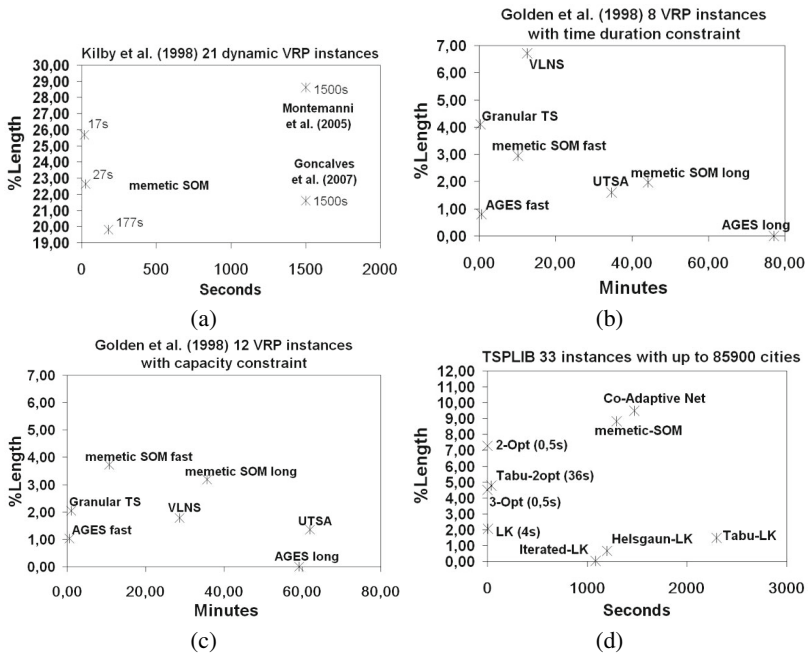 Kilby et al. (1998) 21 dynamic VRP instances
30,00
29,00
28,00
27,00
26,00
25,00
24,00
23,00
22,00
21,00
20,00
19,00
%Length
1500s
Montemanni
et al. (2005)
17s
27s
memetic SOM
Goncalves
et al. (2007)
1500s
177s
0
500
1000
1500
2000
Seconds
(a)
Golden et al. (1998) 8 VRP instances
with time duration constraint
7,00
6,00
5,00
4,00
3,00
2,00
1,00
0,00
%Length
VLNS
Granular TS
memetic SOM fast
UTSA
memetic SOM long
AGES fast
AGES long
0,00
20,00
40,00
60,00
80,00
Minutes
(b)
Golden et al. (1998) 12 VRP instances
with capacity constraint
7,00
6,00
5,00
4,00
3,00
2,00
1,00
0,00
%Length
memetic SOM fast
memetic SOM long
Granular TS
VLNS
UTSA
AGES fast
AGES long
0,00
20,00
40,00
60,00
80,00
Minutes
(c)
TSPLIB 33 instances with up to 85900 cities
12,00
11,00
10,00
9,00
8,00
7,00
6,00
5,00
4,00
3,00
2,00
1,00
0,00
%Length
Co-Adaptive Net
memetic-SOM
2-Opt (0,5s)
Tabu-2opt (36s)
3-Opt (0,5s)
LK (4s)
Iterated-LK
Helsgaun-LK
Tabu-LK
0
1000
2000
3000
Seconds
(d)